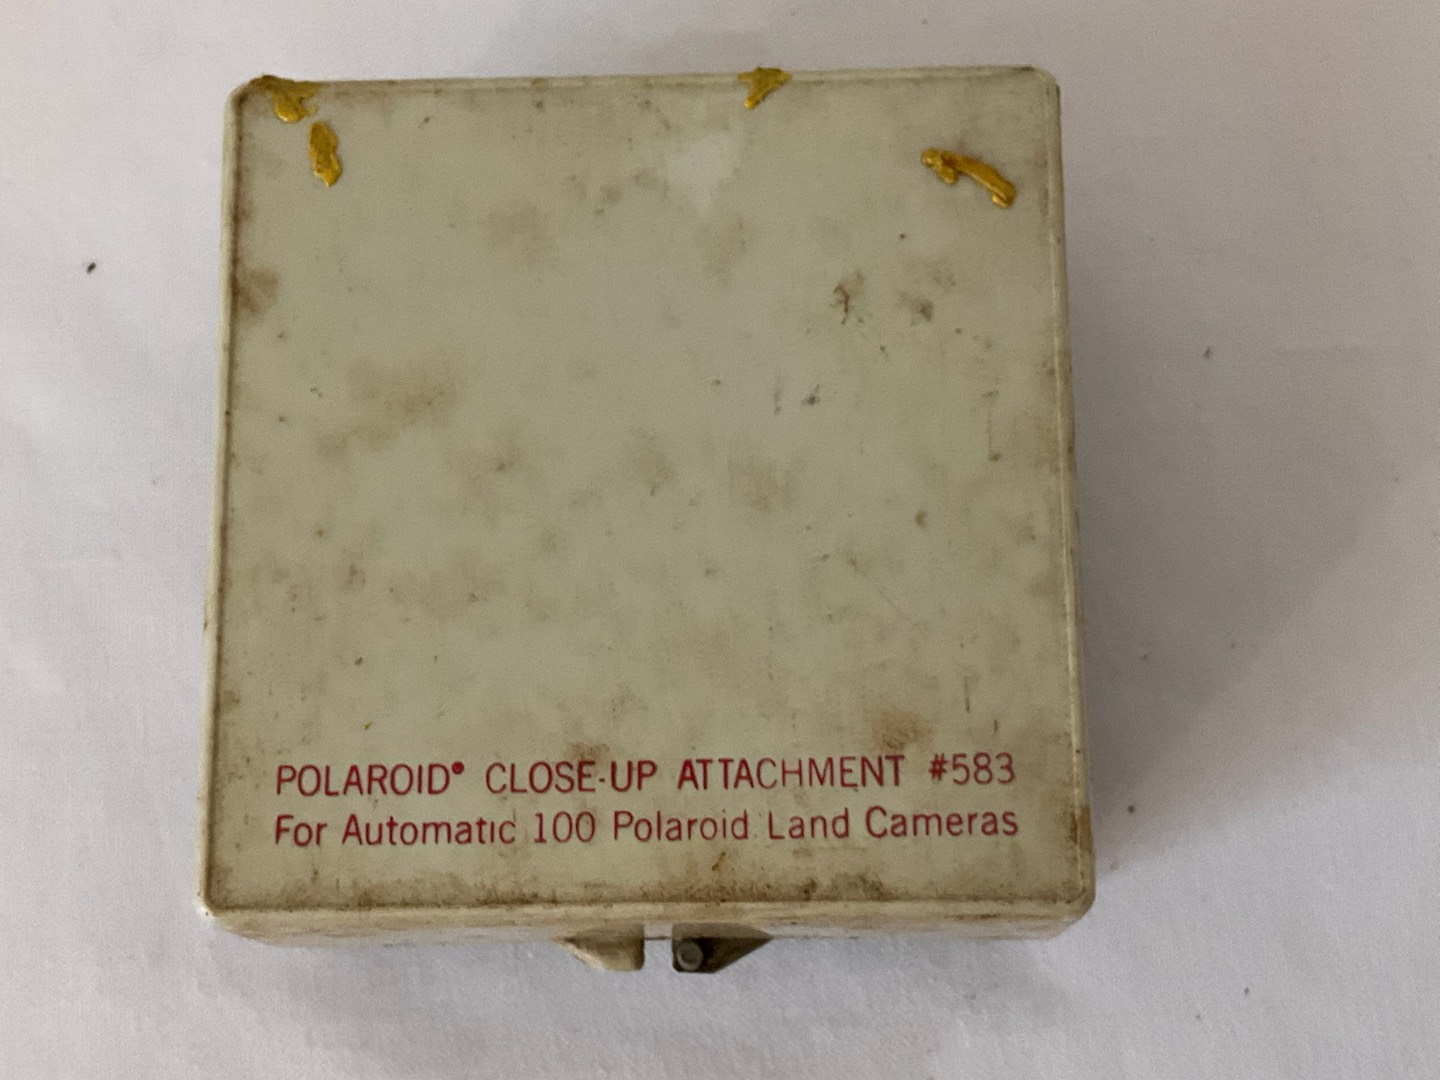 POLAROID® CLOSE-UP ATTACHMENT #583
For Automatic 100 Polaroid Land Cameras